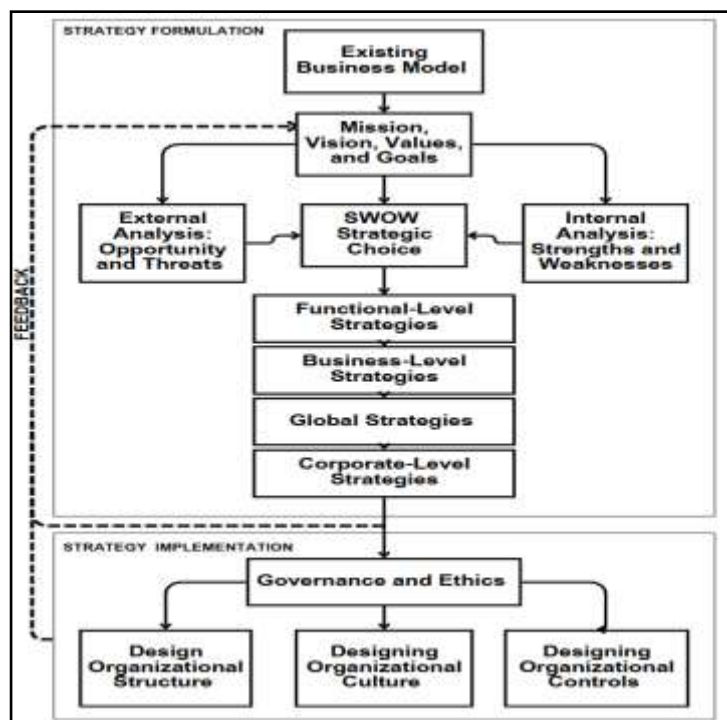 STRATEGY FORMULATION
Existing
Business Model
Mission,
Vision, Values,
and Goals
External
Analysis:
Opportunity
and Threats
SWOW
Strategic
Choice
Internal
Analysis:
Strengths and
Weaknesses
FEEDBACK
Functional-Level
Strategies
Business-Level
Strategies
Global Strategies
Corporate-Level
Strategies
STRATEGY IMPLEMENTATION
Governance and Ethics
Design
Organizational
Structure
Designing
Organizational
Culture
Designing
Organizational
Controls